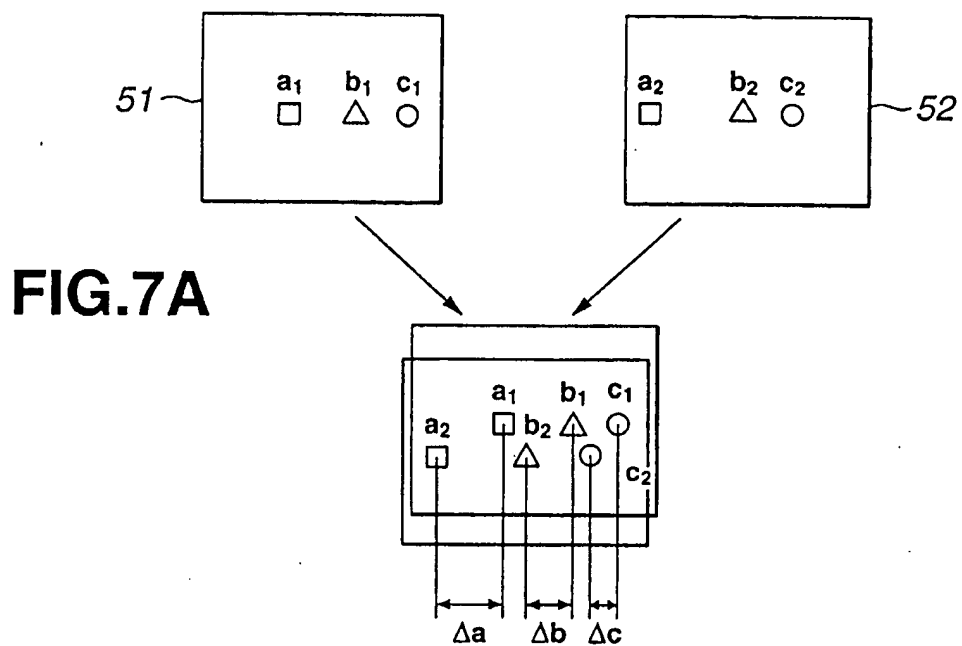 a₁ b₁ c₁
51
a₂ b₂ c₂
52
FIG.7A
a₁ b₁ c₁
a₂ b₂
c₂
Δa Δb Δc